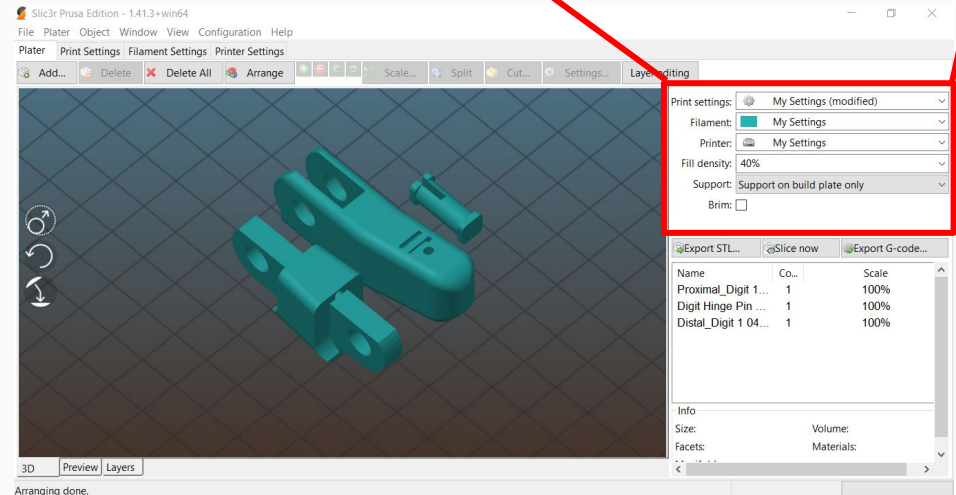 Slic3r Prusa Edition - 1.41.3+win64
File Plater Object Window View Configuration Help
Plater Print Settings Filament Settings Printer Settings
Add... Delete Delete All Arrange Scale... Split Cut... Settings... Layer editing
Print settings: My Settings (modified)
Filament: My Settings
Printer: My Settings
Fill density: 40%
Support: Support on build plate only
Brim:
Export STL... Slice now Export G-code...
Name Co... Scale
Proximal_Digit 1... 1 100%
Digit Hinge Pin ... 1 100%
Distal_Digit 1 04... 1 100%
Info
Size: Volume:
Facets: Materials:
3D Preview Layers
Arranging done.